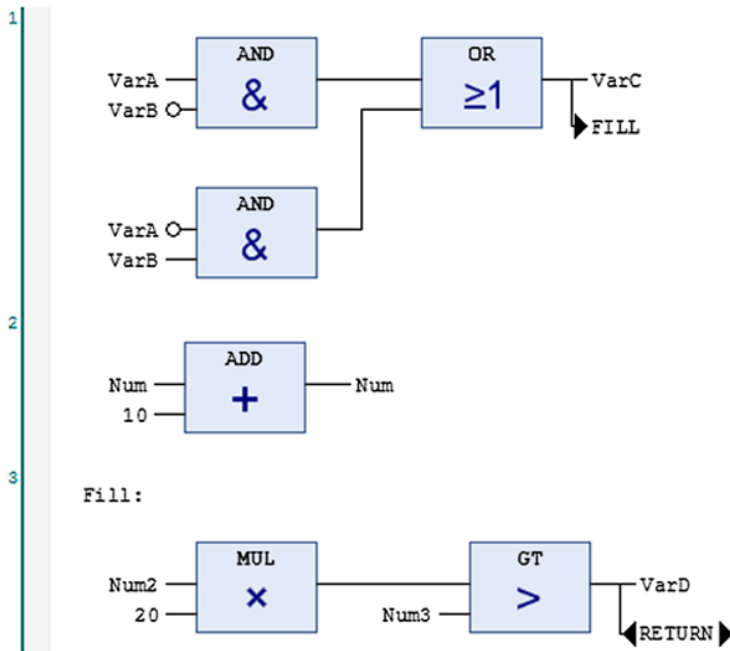 1
AND OR
VarA & ≥1 VarC
VarB FILL
AND
VarA &
VarB
2
ADD
Num + Num
10
3
Fill:
MUL GT
Num2 × > VarD
20 Num3 RETURN